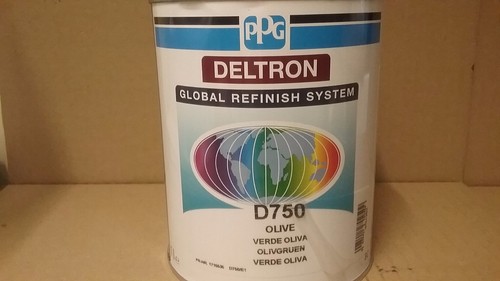 PPG
DELTRON
GLOBAL REFINISH SYSTEM
D750
OLIVE
VERDE OLIVA
OLIVGRUEN
VERDE OLIVA